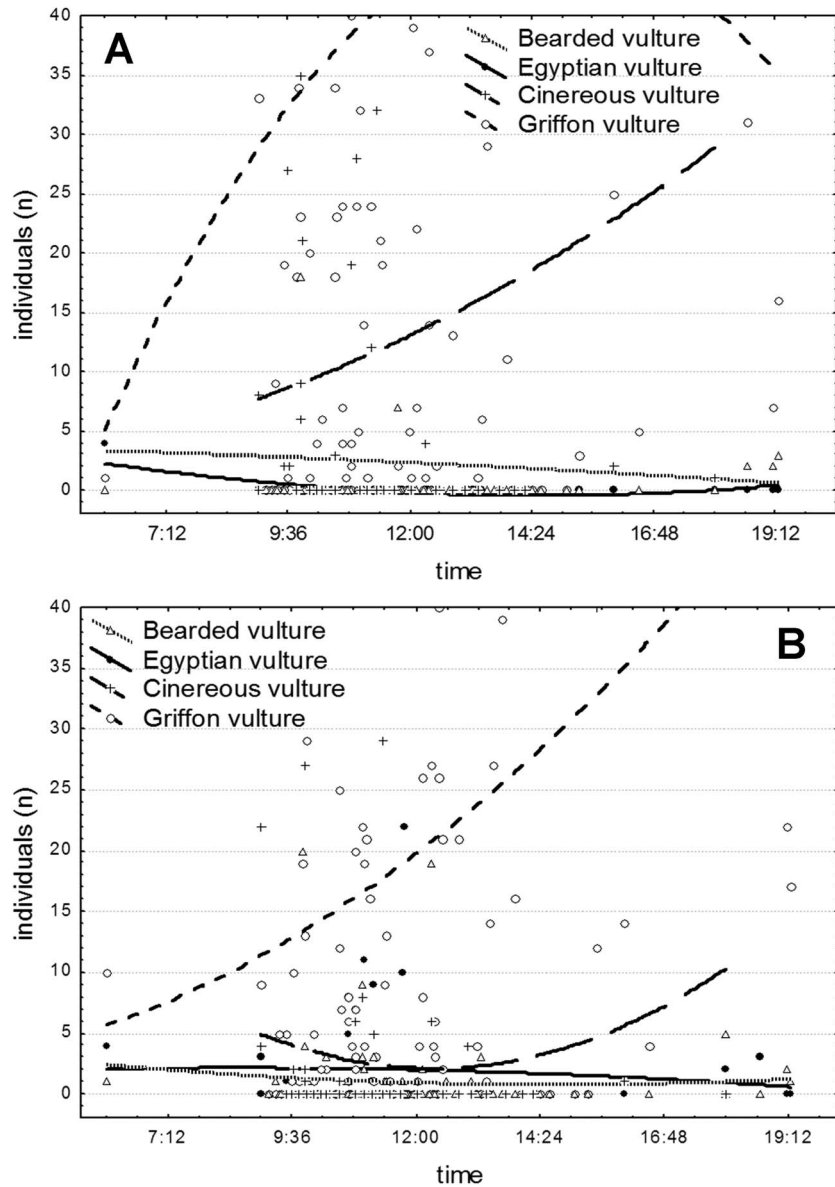 A
Bearded vulture
Egyptian vulture
Cinereous vulture
Griffon vulture
individuals (n)
40
35
30
25
20
15
10
5
0
7:12 9:36 12:00 14:24 16:48 19:12
time
B
Bearded vulture
Egyptian vulture
Cinereous vulture
Griffon vulture
individuals (n)
40
35
30
25
20
15
10
5
0
7:12 9:36 12:00 14:24 16:48 19:12
time